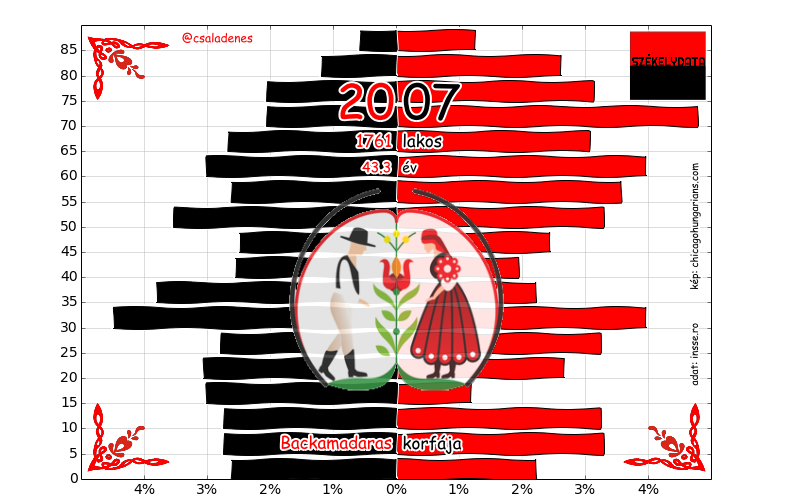 @csaladenes
SZÉKELYDATA
2007
1761 lakos
43.3 év
kép: chicagohungarians.com
adat: insse.ro
Backamadaras korfája
85
80
75
70
65
60
55
50
45
40
35
30
25
20
15
10
5
0
4% 3% 2% 1% 0% 1% 2% 3% 4%